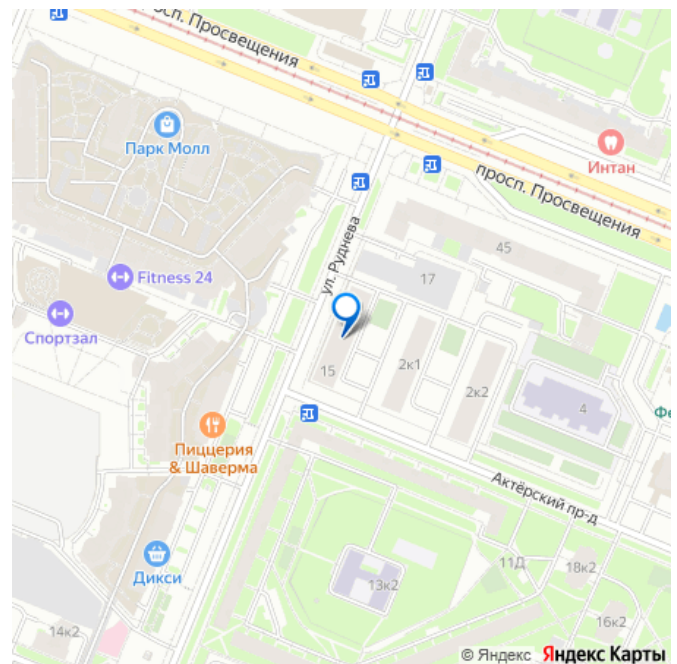 просп. Просвещения
Парк Молл
Интан
просп. Просвещения
ул. Руднева
45
17
Fitness 24
Спортзал
15
2к1
2к2
4
Фе
Пиццерия
& Шаверма
Актёрский пр-д
Дикси
11Д
18к2
13к2
16к2
14к2
© Яндекс Яндекс Карты